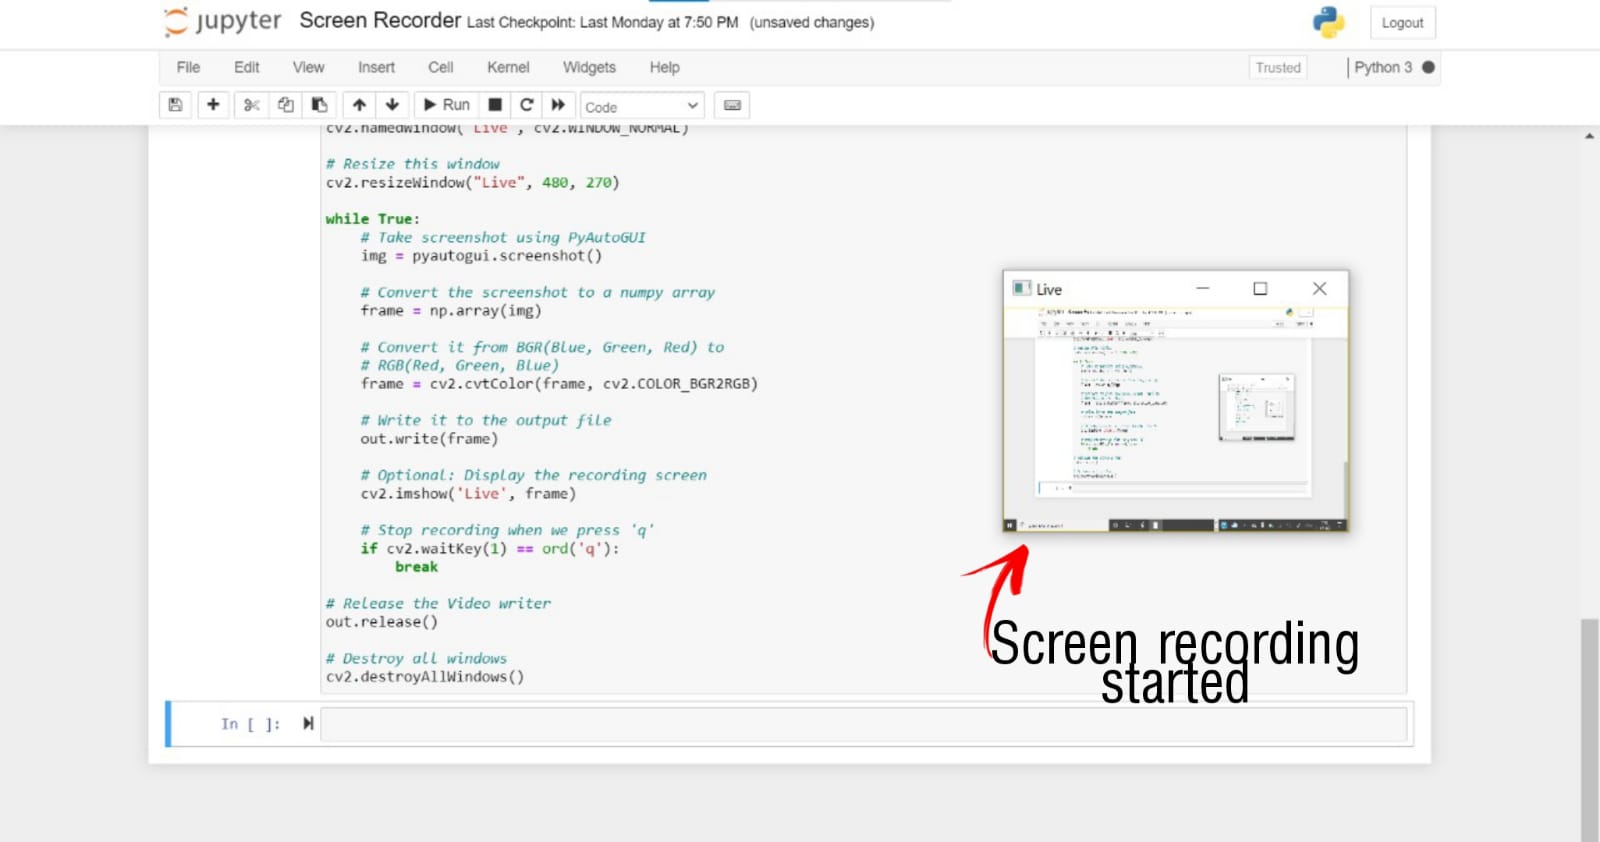 jupyter Screen Recorder Last Checkpoint: Last Monday at 7:50 PM (unsaved changes)
Logout
File Edit View Insert Cell Kernel Widgets Help
Trusted Python 3
Run Code
cv2.namedWindow("Live", cv2.WINDOW_NORMAL)
# Resize this window
cv2.resizeWindow("Live", 480, 270)
while True:
# Take screenshot using PyAutoGUI
img = pyautogui.screenshot()
# Convert the screenshot to a numpy array
frame = np.array(img)
# Convert it from BGR(Blue, Green, Red) to
# RGB(Red, Green, Blue)
frame = cv2.cvtColor(frame, cv2.COLOR_BGR2RGB)
# Write it to the output file
out.write(frame)
# Optional: Display the recording screen
cv2.imshow('Live', frame)
# Stop recording when we press 'q'
if cv2.waitKey(1) == ord('q'):
break
# Release the Video writer
out.release()
# Destroy all windows
cv2.destroyAllWindows()
In [ ]:
Live
Screen recording
started